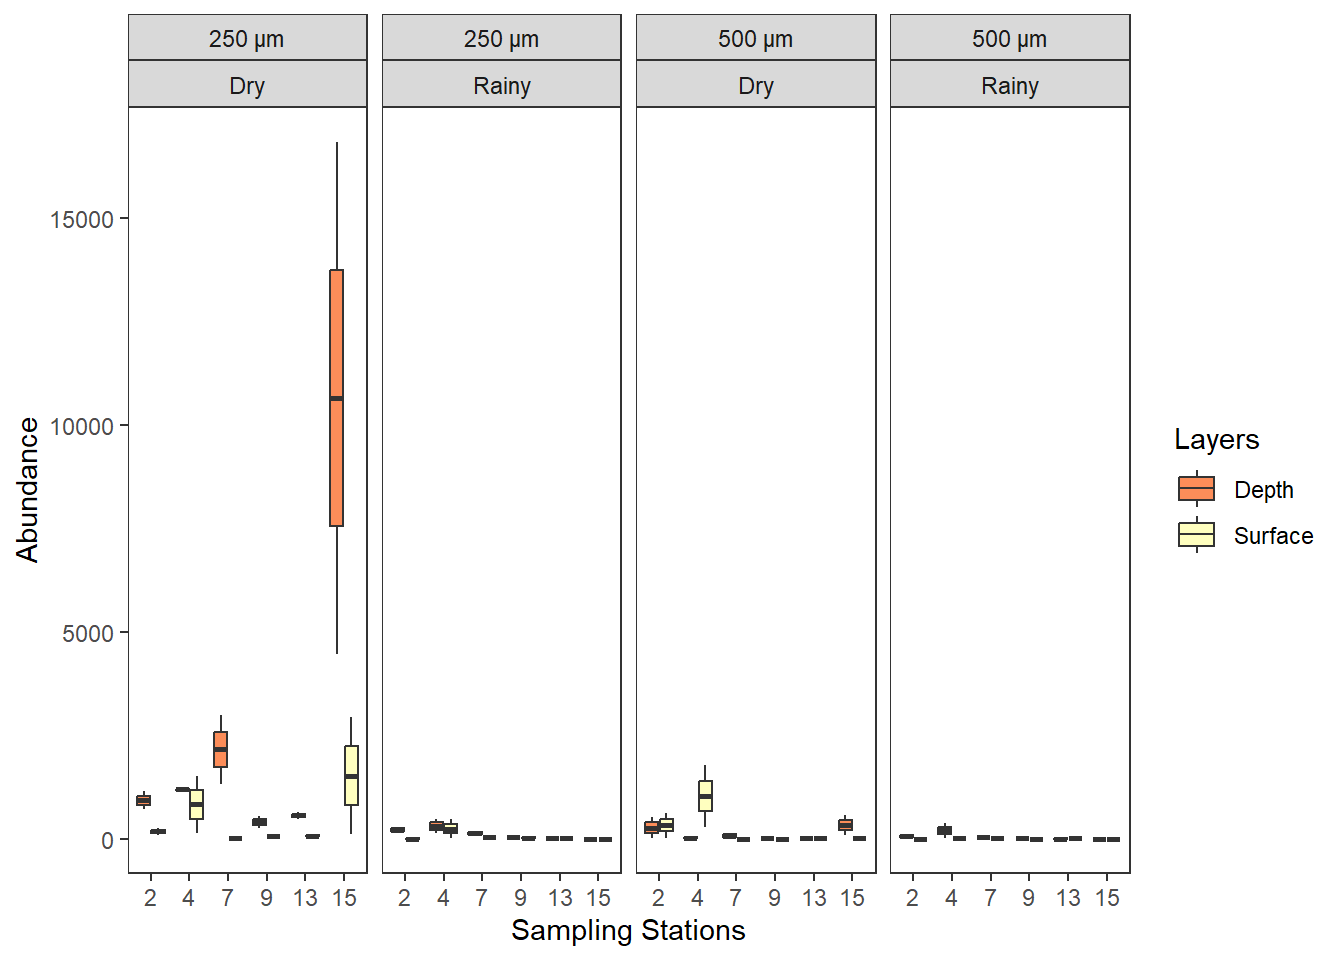 250 µm 250 µm 500 µm 500 µm
Dry Rainy Dry Rainy
Abundance
15000
10000
5000
0
2 4 7 9 13 15 2 4 7 9 13 15 2 4 7 9 13 15 2 4 7 9 13 15
Sampling Stations
Layers
Depth
Surface